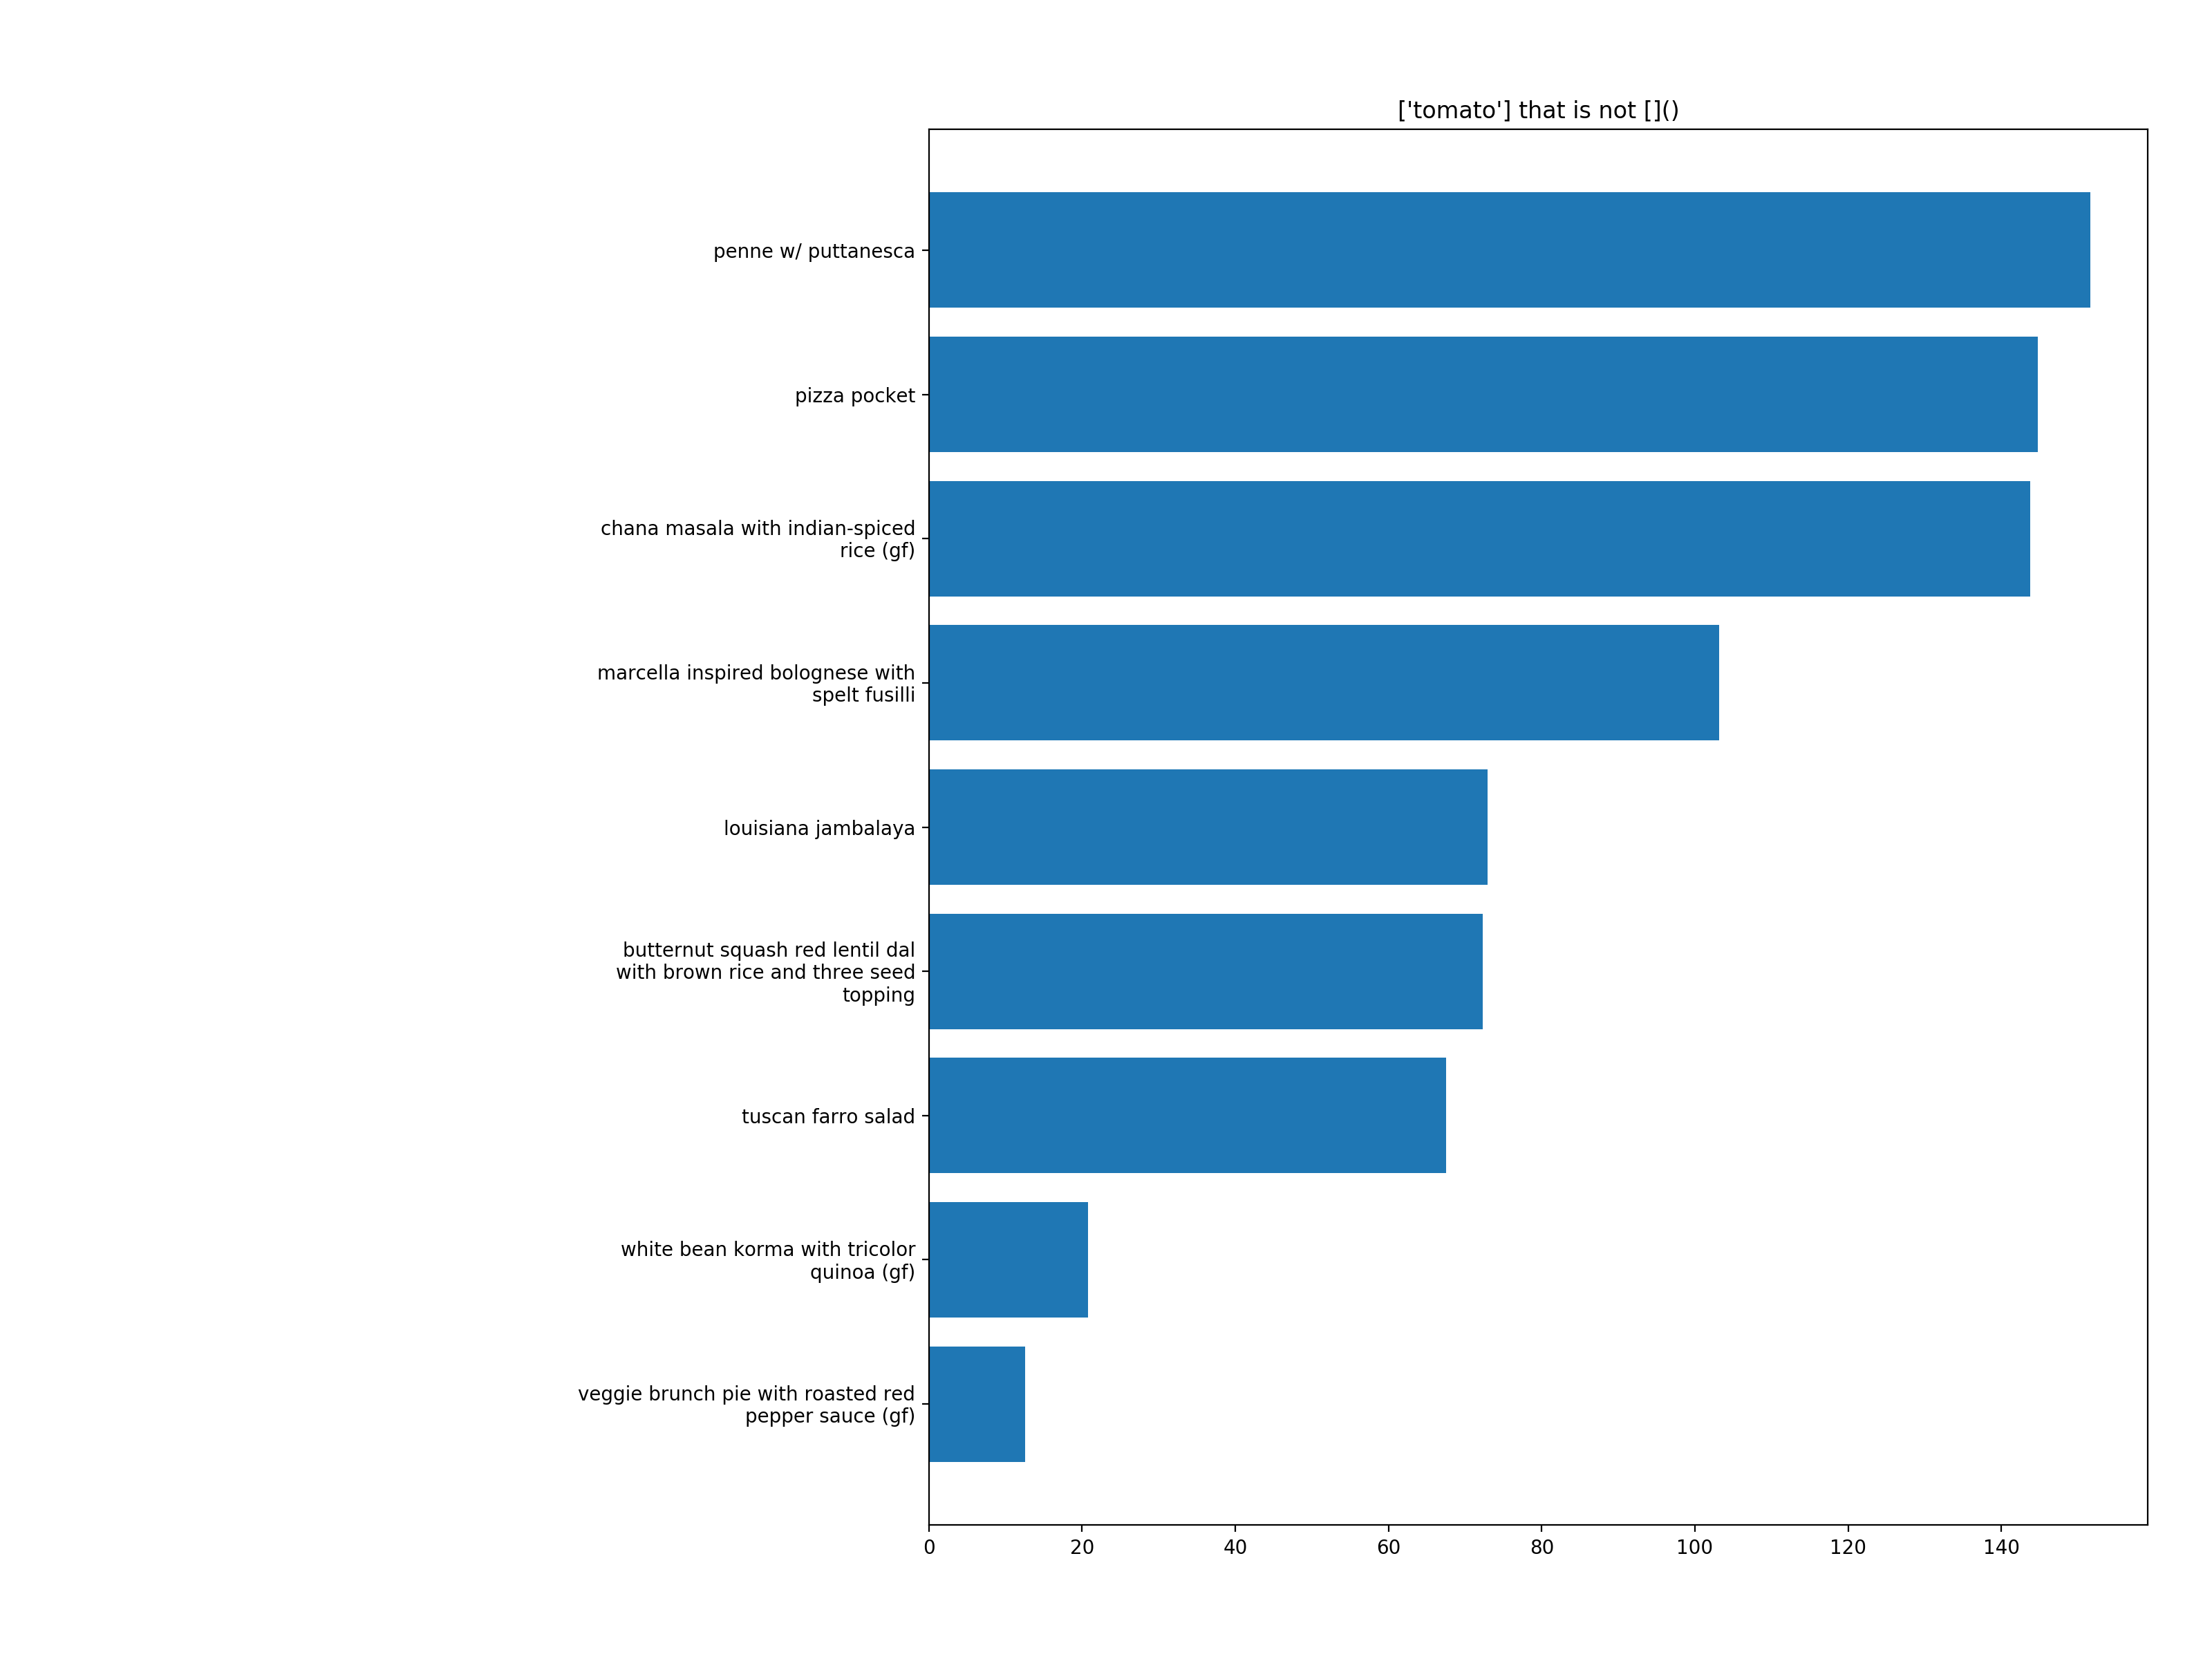 ['tomato'] that is not []()
penne w/ puttanesca
pizza pocket
chana masala with indian-spiced
rice (gf)
marcella inspired bolognese with
spelt fusilli
louisiana jambalaya
butternut squash red lentil dal
with brown rice and three seed
topping
tuscan farro salad
white bean korma with tricolor
quinoa (gf)
veggie brunch pie with roasted red
pepper sauce (gf)
0 20 40 60 80 100 120 140